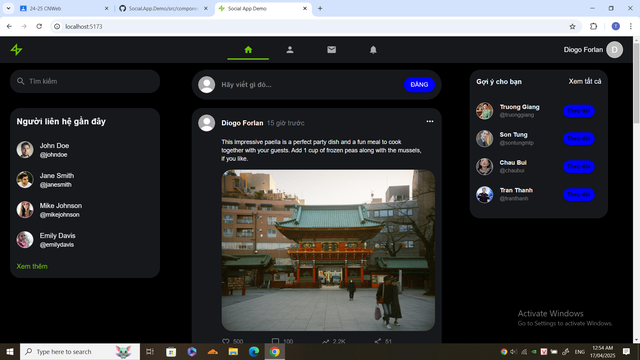 24-25 CNWeb
Social.App.Demo/src/compon
Social App Demo
localhost:5173
Diogo Forlan
D
Tìm kiếm
Người liên hệ gần đây
John Doe
@johndoe
Jane Smith
@janesmith
Mike Johnson
@mikejohnson
Emily Davis
@emilydavis
Xem thêm
Hãy viết gì đó...
ĐĂNG
Diogo Forlan 15 giờ trước
This impressive paella is a perfect party dish and a fun meal to cook
together with your guests. Add 1 cup of frozen peas along with the mussels,
if you like.
500
100
2.2K
51
Gợi ý cho bạn
Xem tất cả
Truong Giang
@truonggiang
Son Tung
@sontungmtp
Chau Bui
@chaubui
Tran Thanh
@tranthanh
Activate Windows
Go to Settings to activate Windows.
Type here to search
12:54 AM
17/04/2025